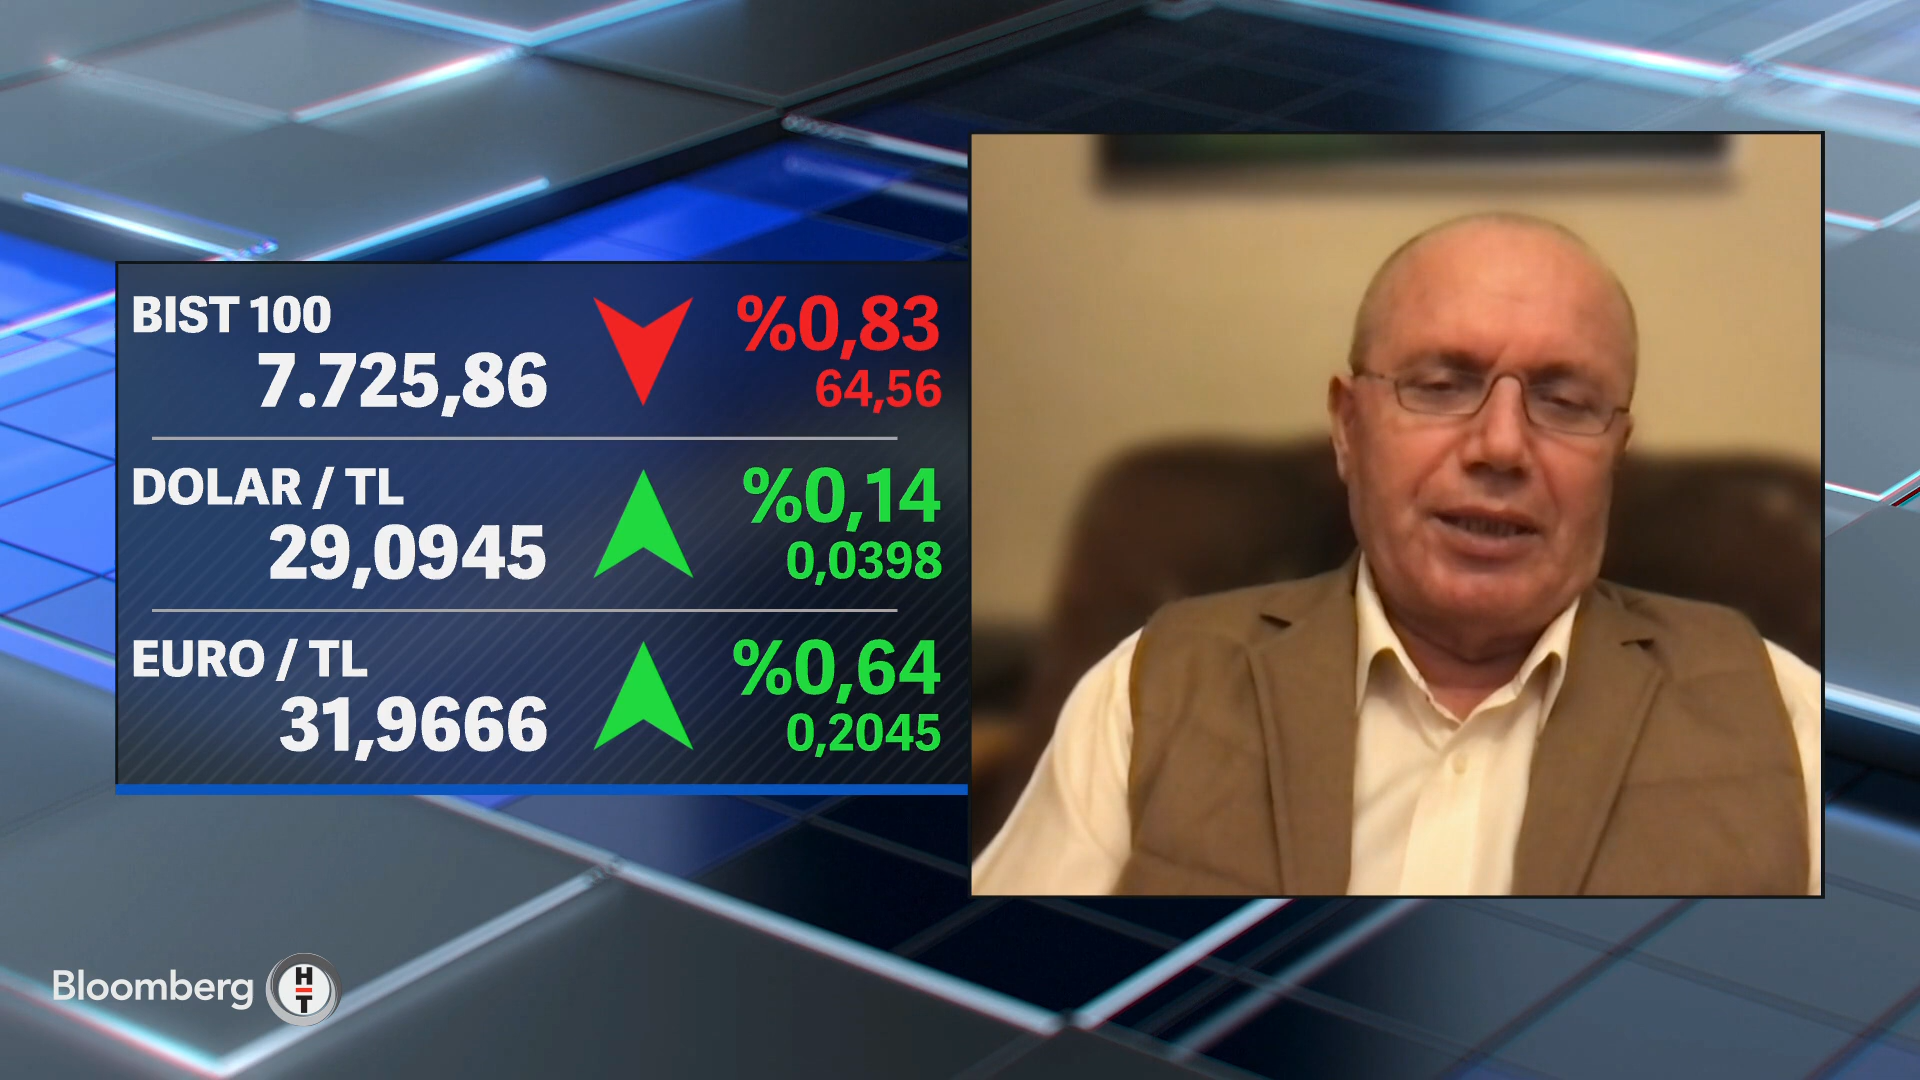 BIST 100
7.725,86
%0,83
64,56
DOLAR / TL
29,0945
%0,14
0,0398
EURO / TL
31,9666
%0,64
0,2045
Bloomberg HT